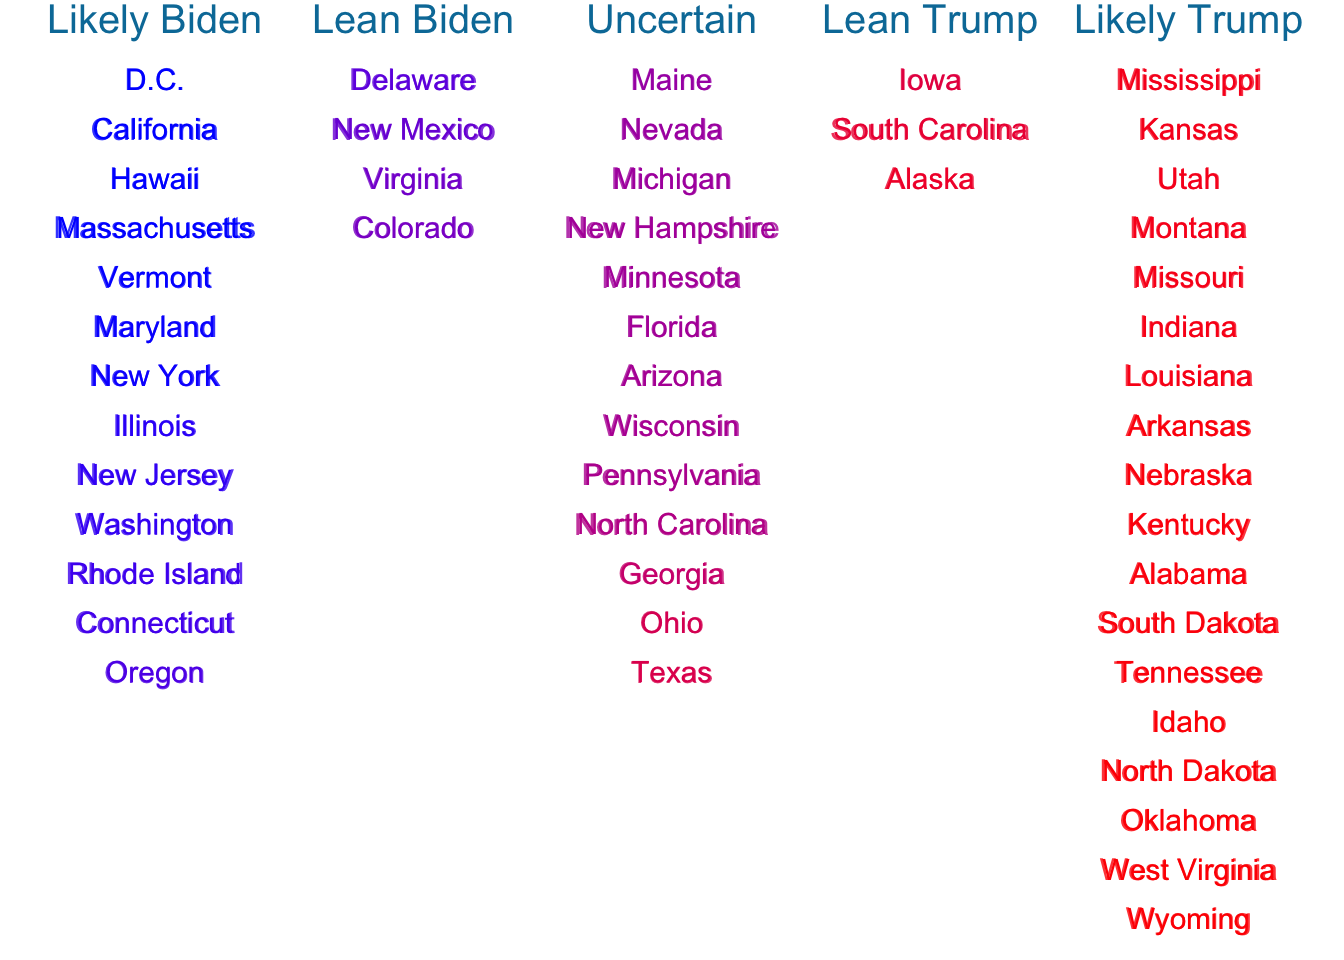 Likely Biden Lean Biden Uncertain Lean Trump Likely Trump
D.C. Delaware Maine Iowa Mississippi
California New Mexico Nevada South Carolina Kansas
Hawaii Virginia Michigan Alaska Utah
Massachusetts Colorado New Hampshire Montana
Vermont Minnesota Missouri
Maryland Florida Indiana
New York Arizona Louisiana
Illinois Wisconsin Arkansas
New Jersey Pennsylvania Nebraska
Washington North Carolina Kentucky
Rhode Island Georgia Alabama
Connecticut Ohio South Dakota
Oregon Texas Tennessee
Idaho
North Dakota
Oklahoma
West Virginia
Wyoming